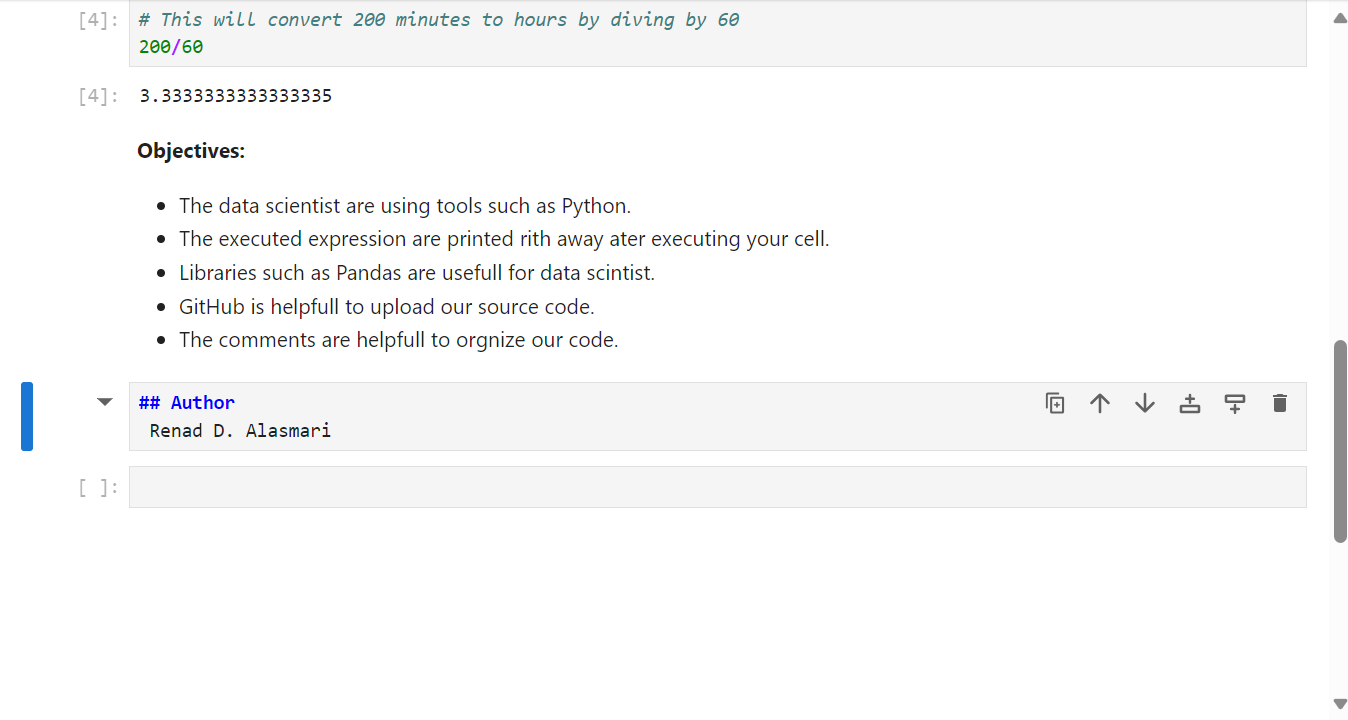 [4]: # This will convert 200 minutes to hours by diving by 60
200/60
[4]: 3.3333333333333335
Objectives:
• The data scientist are using tools such as Python.
• The executed expression are printed rith away ater executing your cell.
• Libraries such as Pandas are usefull for data scintist.
• GitHub is helpfull to upload our source code.
• The comments are helpfull to orgnize our code.
## Author
Renad D. Alasmari
[ ]: